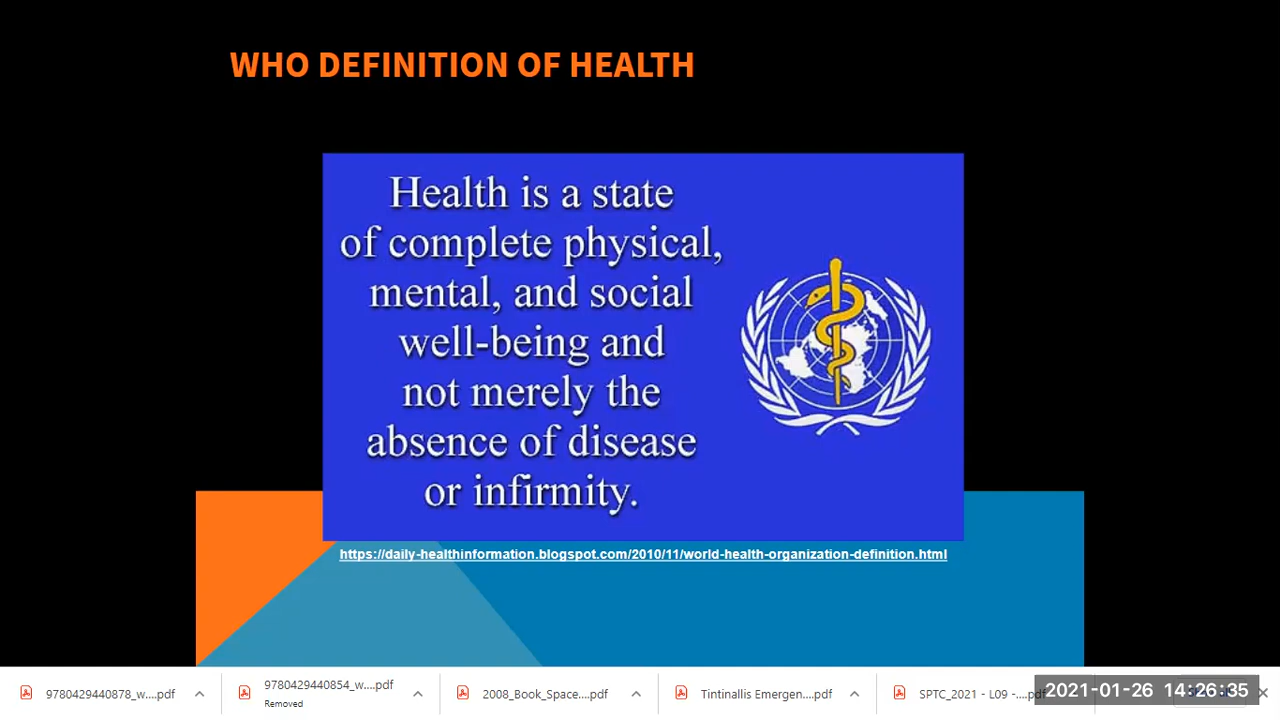 WHO DEFINITION OF HEALTH
Health is a state
of complete physical,
mental, and social
well-being and
not merely the
absence of disease
or infirmity.
https://daily-healthinformation.blogspot.com/2010/11/world-health-organization-definition.html
9780429440878_w....pdf
9780429440854_w....pdf
Removed
2008_Book_Space....pdf
Tintinallis Emergen....pdf
SPTC_2021 - L09 -....pdf
2021-01-26 14:26:35